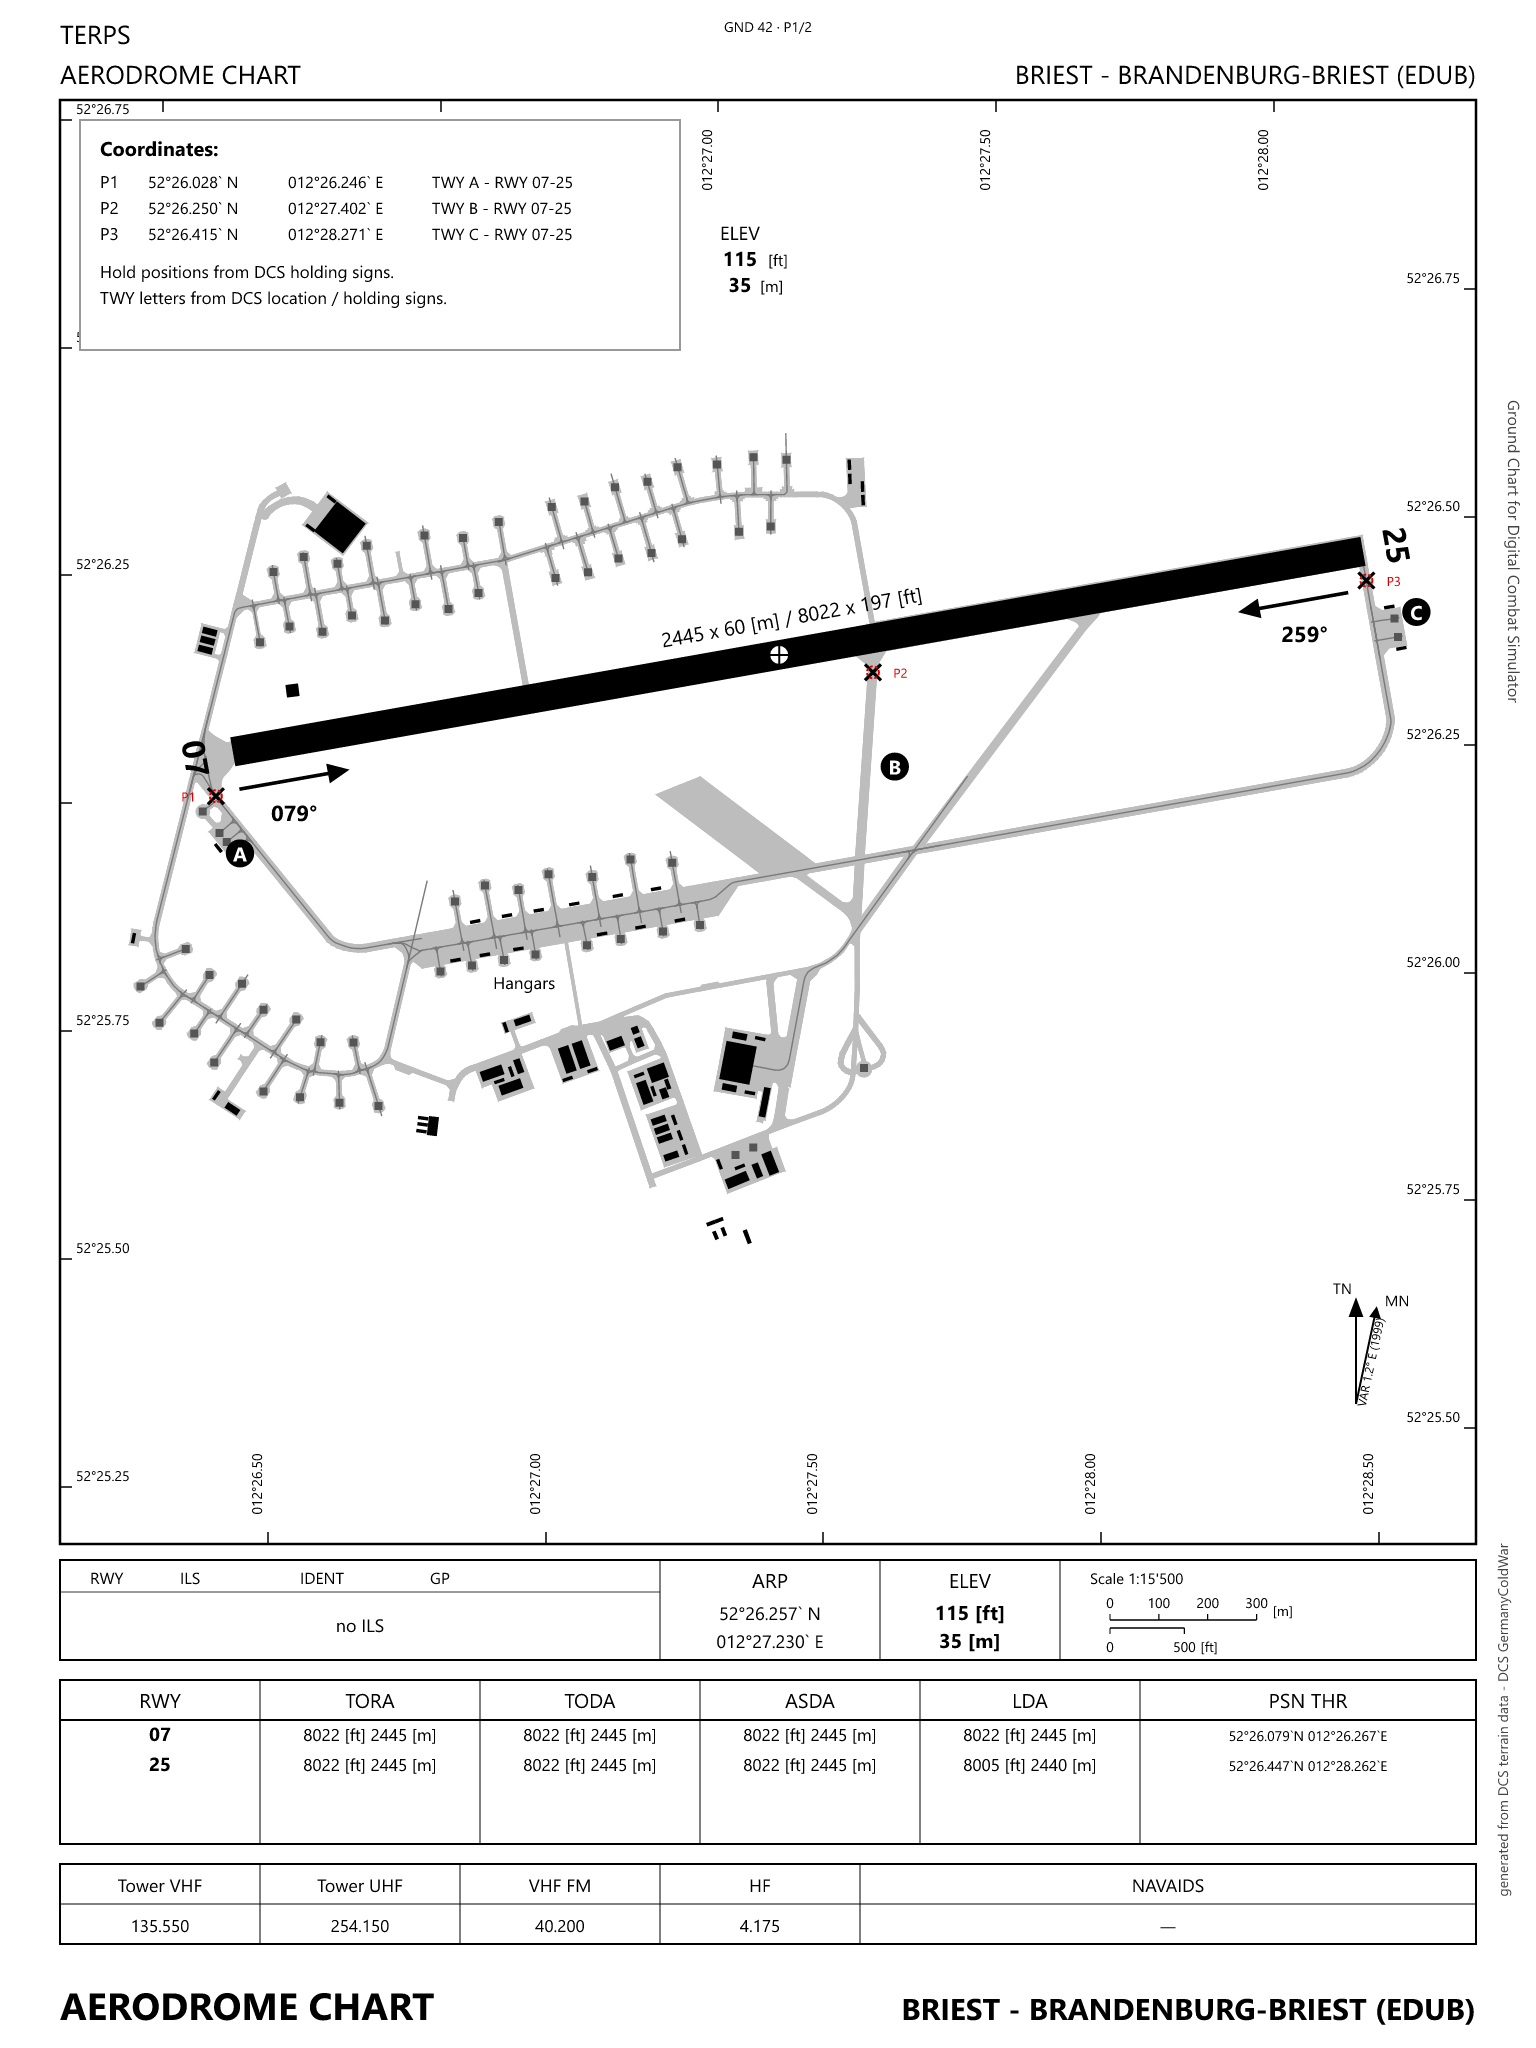 GND 42 · P1/2
TERPS
AERODROME CHART
BRIEST - BRANDENBURG-BRIEST (EDUB)
52°26.75
Coordinates:
P1 52°26.028` N 012°26.246` E TWY A - RWY 07-25
P2 52°26.250` N 012°27.402` E TWY B - RWY 07-25
P3 52°26.415` N 012°28.271` E TWY C - RWY 07-25
Hold positions from DCS holding signs.
TWY letters from DCS location / holding signs.
012°27.00
012°27.50
012°28.00
ELEV
115 [ft]
35 [m]
52°26.75
52°26.50
52°26.25
52°26.25
52°26.00
52°25.75
52°25.75
52°25.50
52°25.50
52°25.25
25
P3
C
259°
2445 x 60 [m] / 8022 x 197 [ft]
P2
B
07
P1
079°
A
Hangars
TN
MN
VAR 1.2° E (1999)
012°26.50
012°27.00
012°27.50
012°28.00
012°28.50
Ground Chart for Digital Combat Simulator
RWY ILS IDENT GP
no ILS
ARP
52°26.257` N
012°27.230` E
ELEV
115 [ft]
35 [m]
Scale 1:15'500
0 100 200 300 [m]
0 500 [ft]
RWY TORA TODA ASDA LDA PSN THR
07 8022 [ft] 2445 [m] 8022 [ft] 2445 [m] 8022 [ft] 2445 [m] 8022 [ft] 2445 [m] 52°26.079`N 012°26.267`E
25 8022 [ft] 2445 [m] 8022 [ft] 2445 [m] 8022 [ft] 2445 [m] 8005 [ft] 2440 [m] 52°26.447`N 012°28.262`E
generated from DCS terrain data - DCS GermanyColdWar
Tower VHF Tower UHF VHF FM HF NAVAIDS
135.550 254.150 40.200 4.175 —
AERODROME CHART
BRIEST - BRANDENBURG-BRIEST (EDUB)